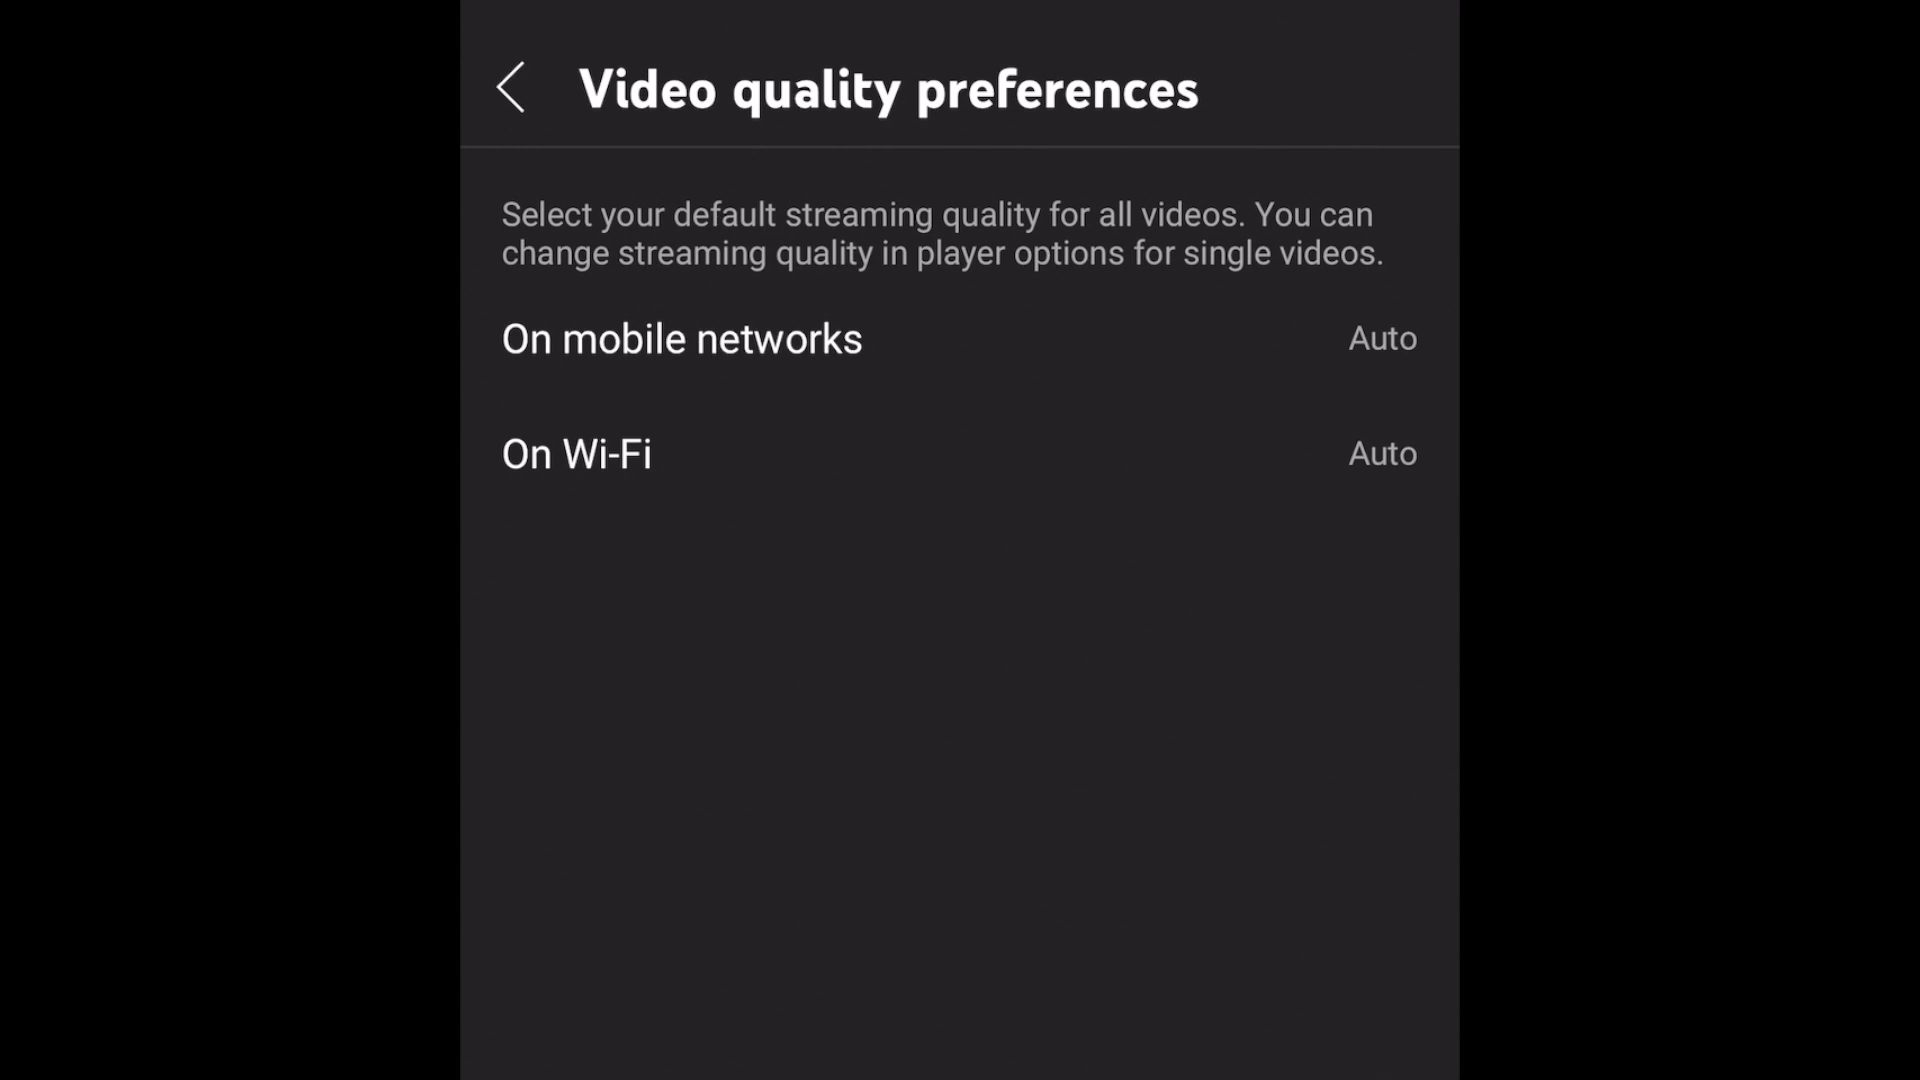 Video quality preferences
Select your default streaming quality for all videos. You can
change streaming quality in player options for single videos.
On mobile networks Auto
On Wi-Fi Auto